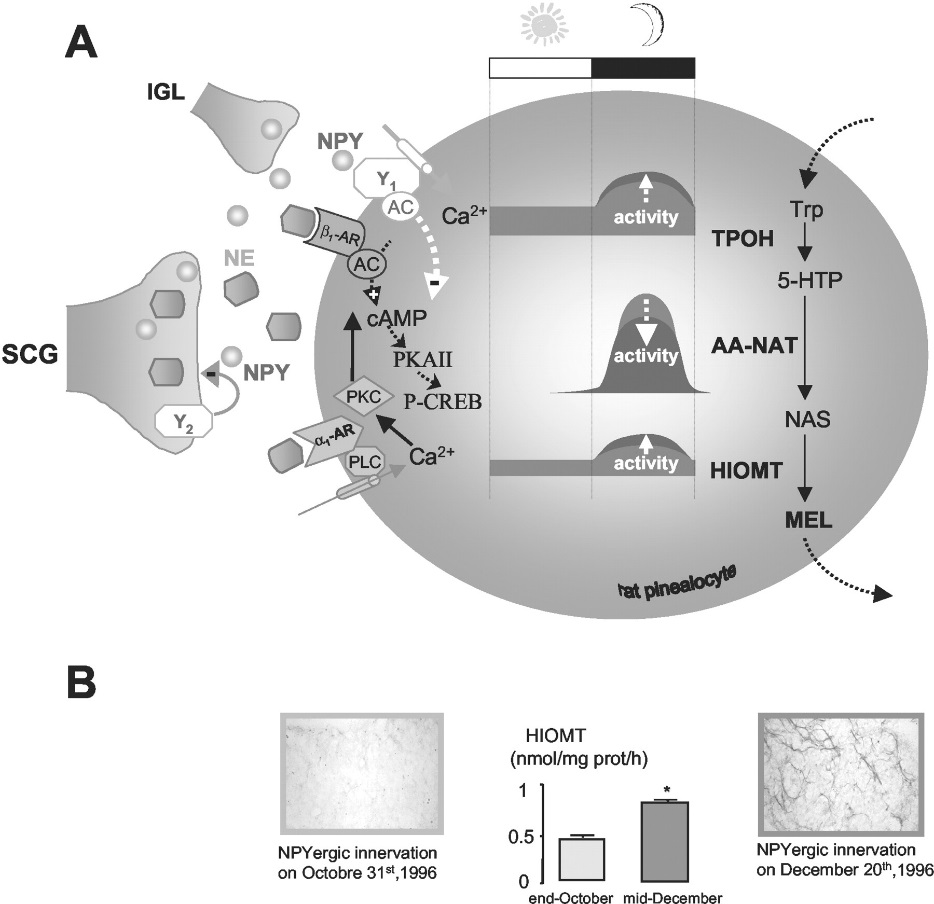 A
IGL
NPY
Y1
AC
Ca2+
β1-AR
AC
NE
+
-
cAMP
PKAII
P-CREB
SCG
-
NPY
Y2
PKC
α1-AR
PLC
Ca2+
activity
TPOH
activity
AA-NAT
activity
HIOMT
Trp
5-HTP
NAS
MEL
rat pinealocyte
B
NPYergic innervation
on Octobre 31st,1996
HIOMT
(nmol/mg prot/h)
1
0.5
0
*
end-October
mid-December
NPYergic innervation
on December 20th,1996